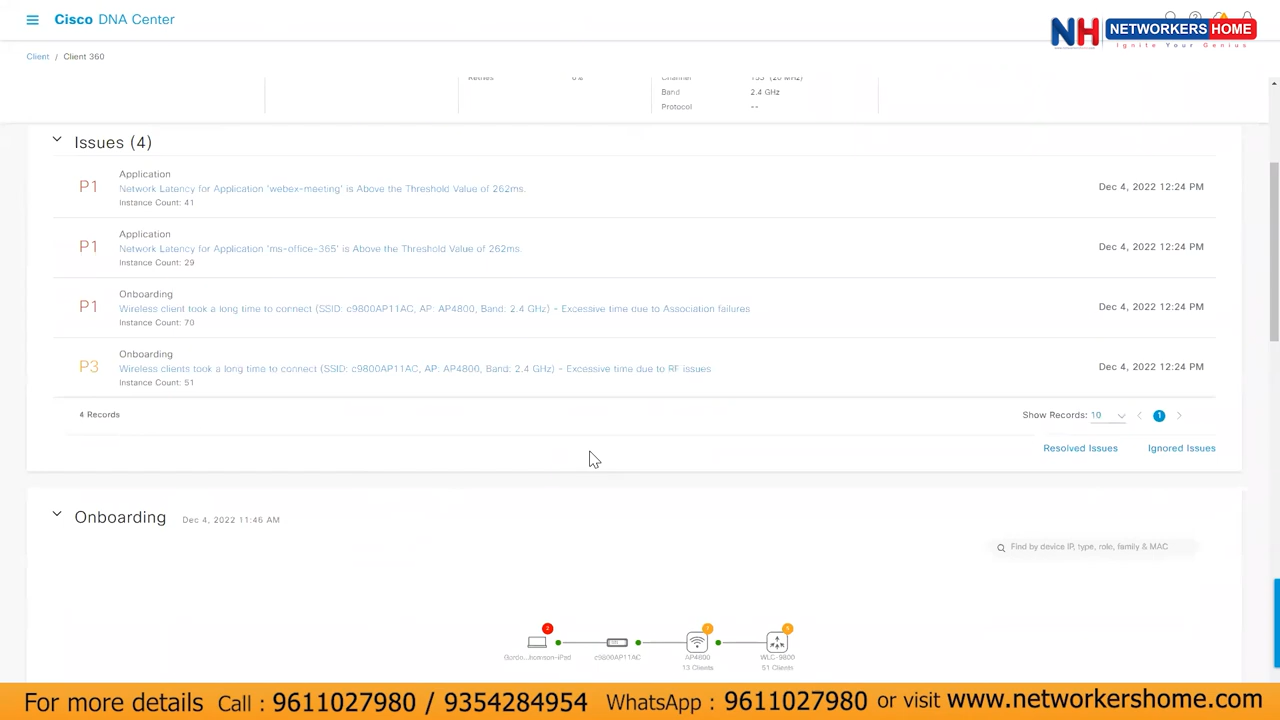 Cisco DNA Center
NH NETWORKERS HOME
Ignite Your Genius
Client / Client 360
Retries 0%
Channel 153 (20 MHz)
Band 2.4 GHz
Protocol --
Issues (4)
P1
Application
Network Latency for Application 'webex-meeting' is Above the Threshold Value of 262ms.
Instance Count: 41
Dec 4, 2022 12:24 PM
P1
Application
Network Latency for Application 'ms-office-365' is Above the Threshold Value of 262ms.
Instance Count: 29
Dec 4, 2022 12:24 PM
P1
Onboarding
Wireless client took a long time to connect (SSID: c9800AP11AC, AP: AP4800, Band: 2.4 GHz) - Excessive time due to Association failures
Instance Count: 70
Dec 4, 2022 12:24 PM
P3
Onboarding
Wireless clients took a long time to connect (SSID: c9800AP11AC, AP: AP4800, Band: 2.4 GHz) - Excessive time due to RF issues
Instance Count: 51
Dec 4, 2022 12:24 PM
4 Records
Show Records: 10
1
Resolved Issues Ignored Issues
Onboarding Dec 4, 2022 11:46 AM
Find by device IP, type, role, family & MAC
2
c9800AP11AC
AP4800
13 Clients
WLC-9800
51 Clients
For more details Call : 9611027980 / 9354284954 WhatsApp : 9611027980 or visit www.networkershome.com